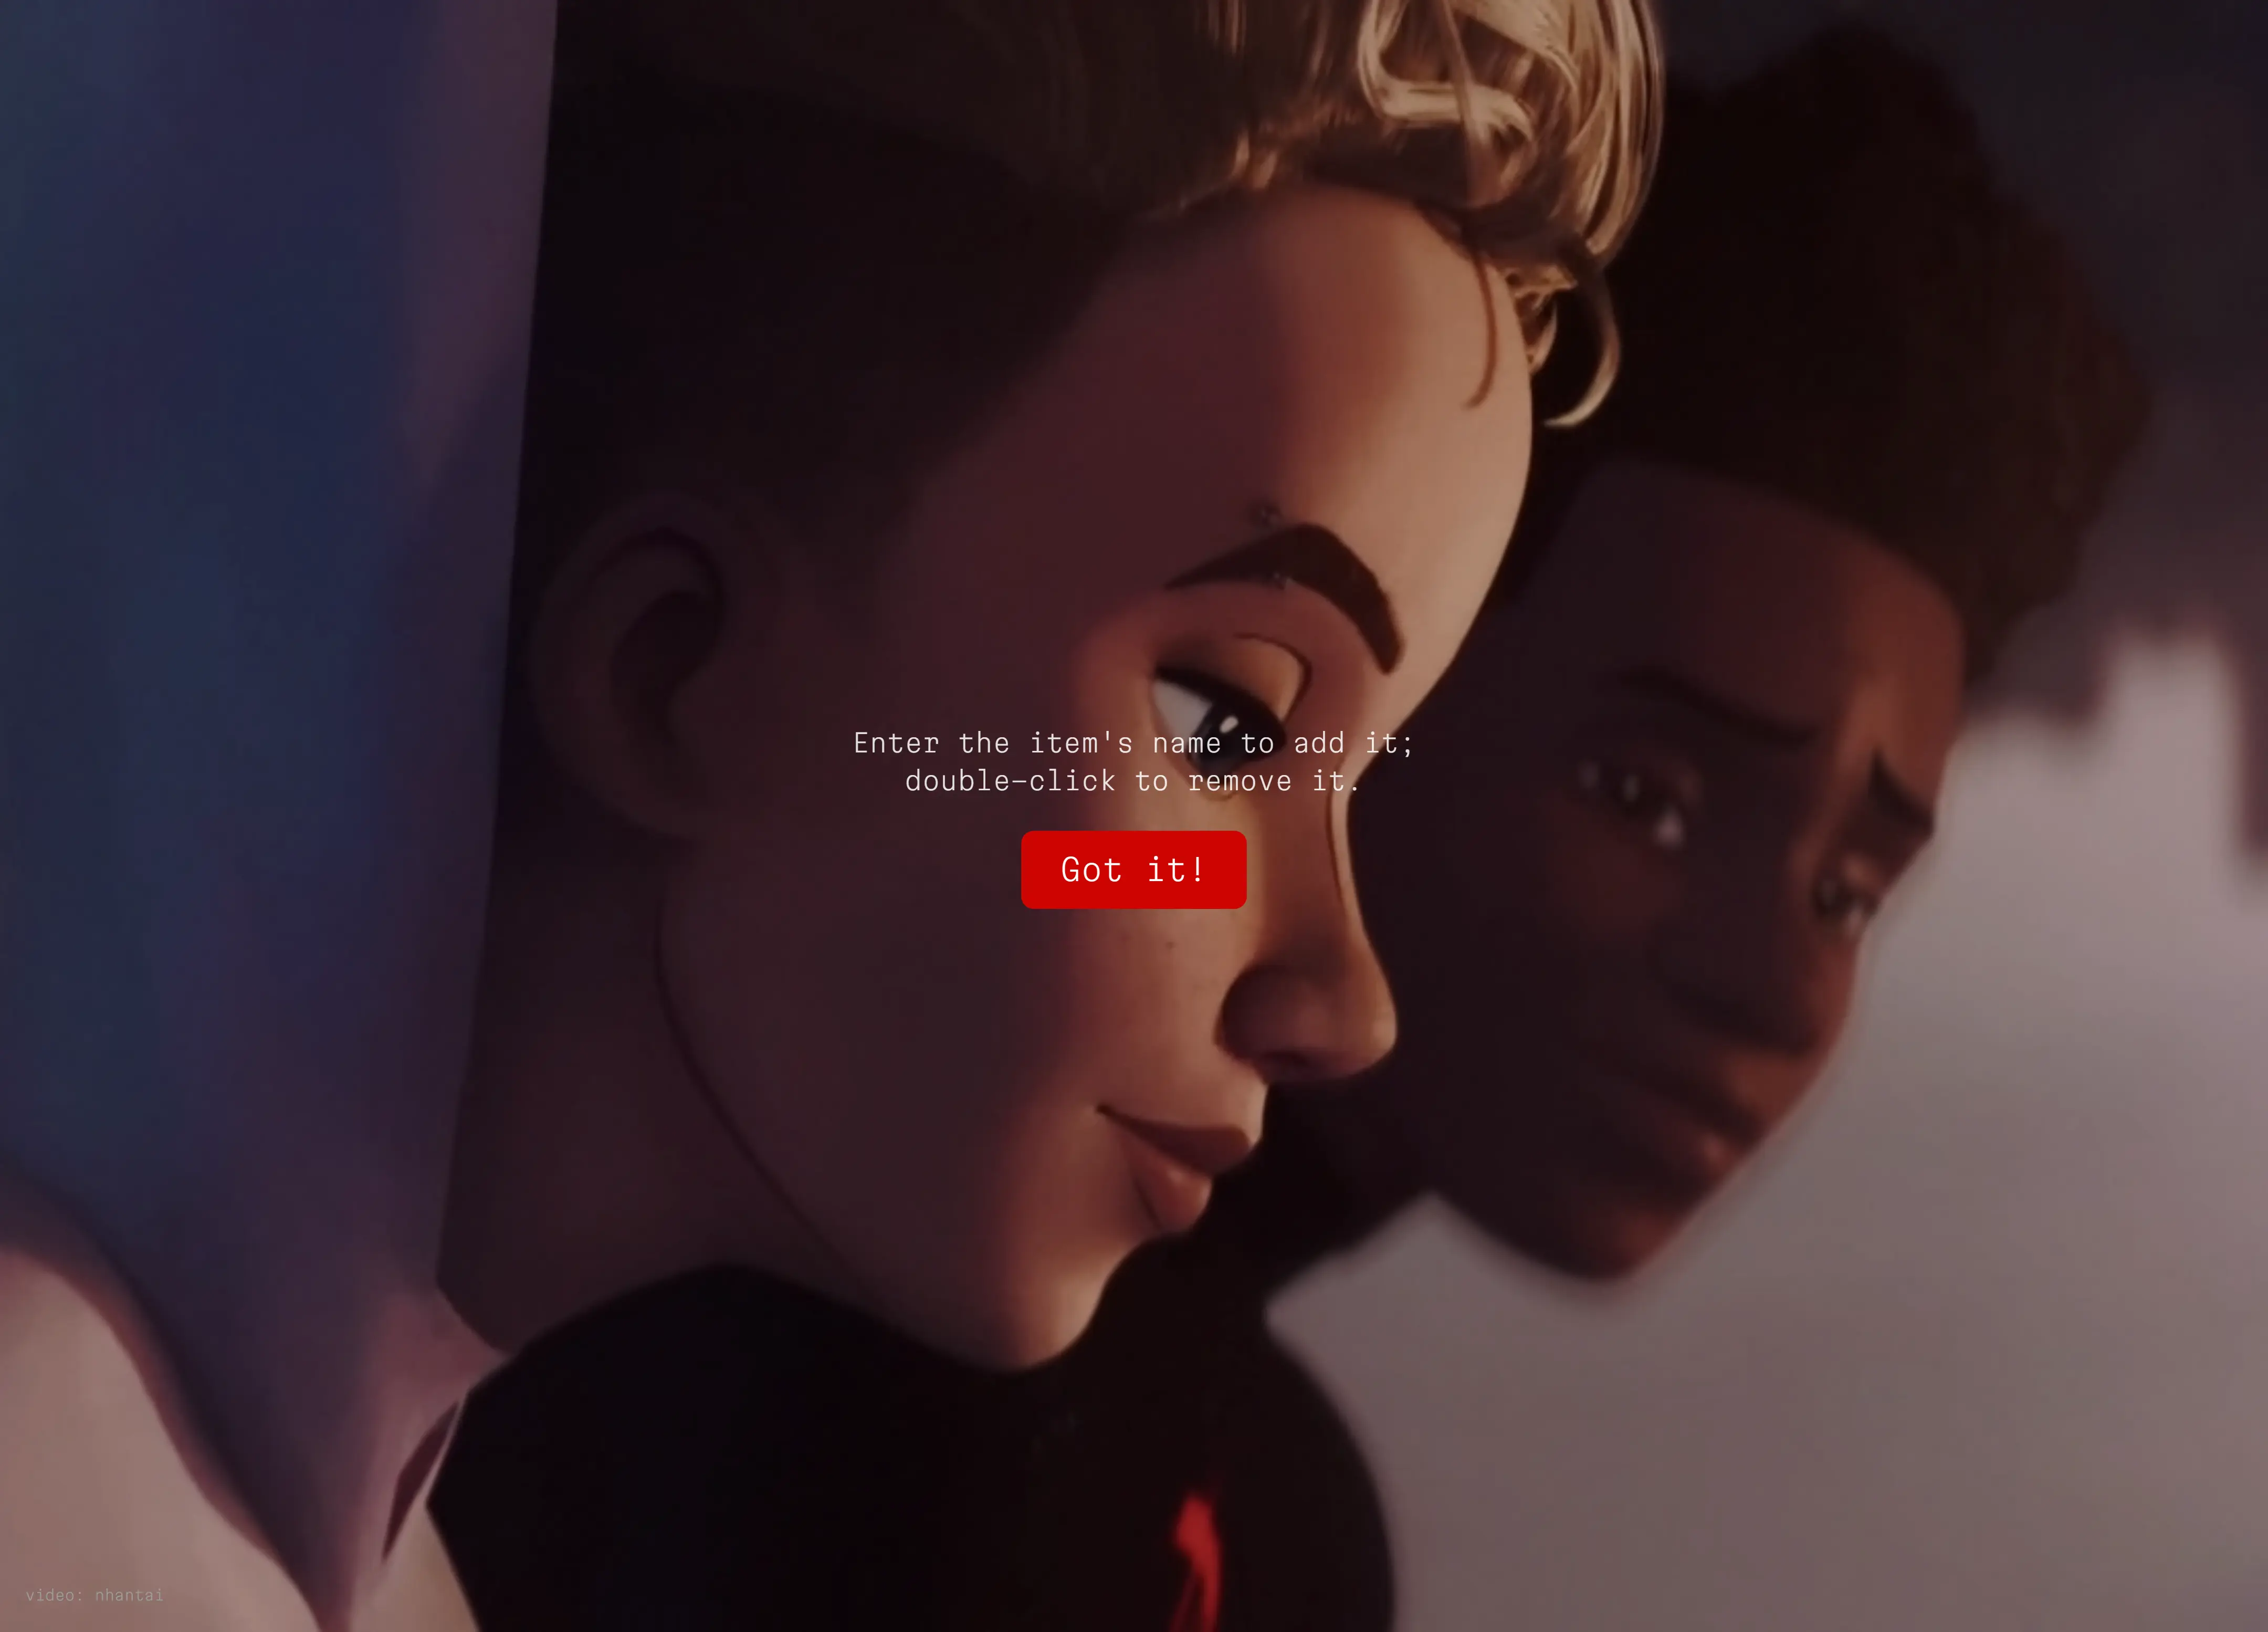 Enter the item's name to add it;
double-click to remove it.
Got it!
video: nhantai